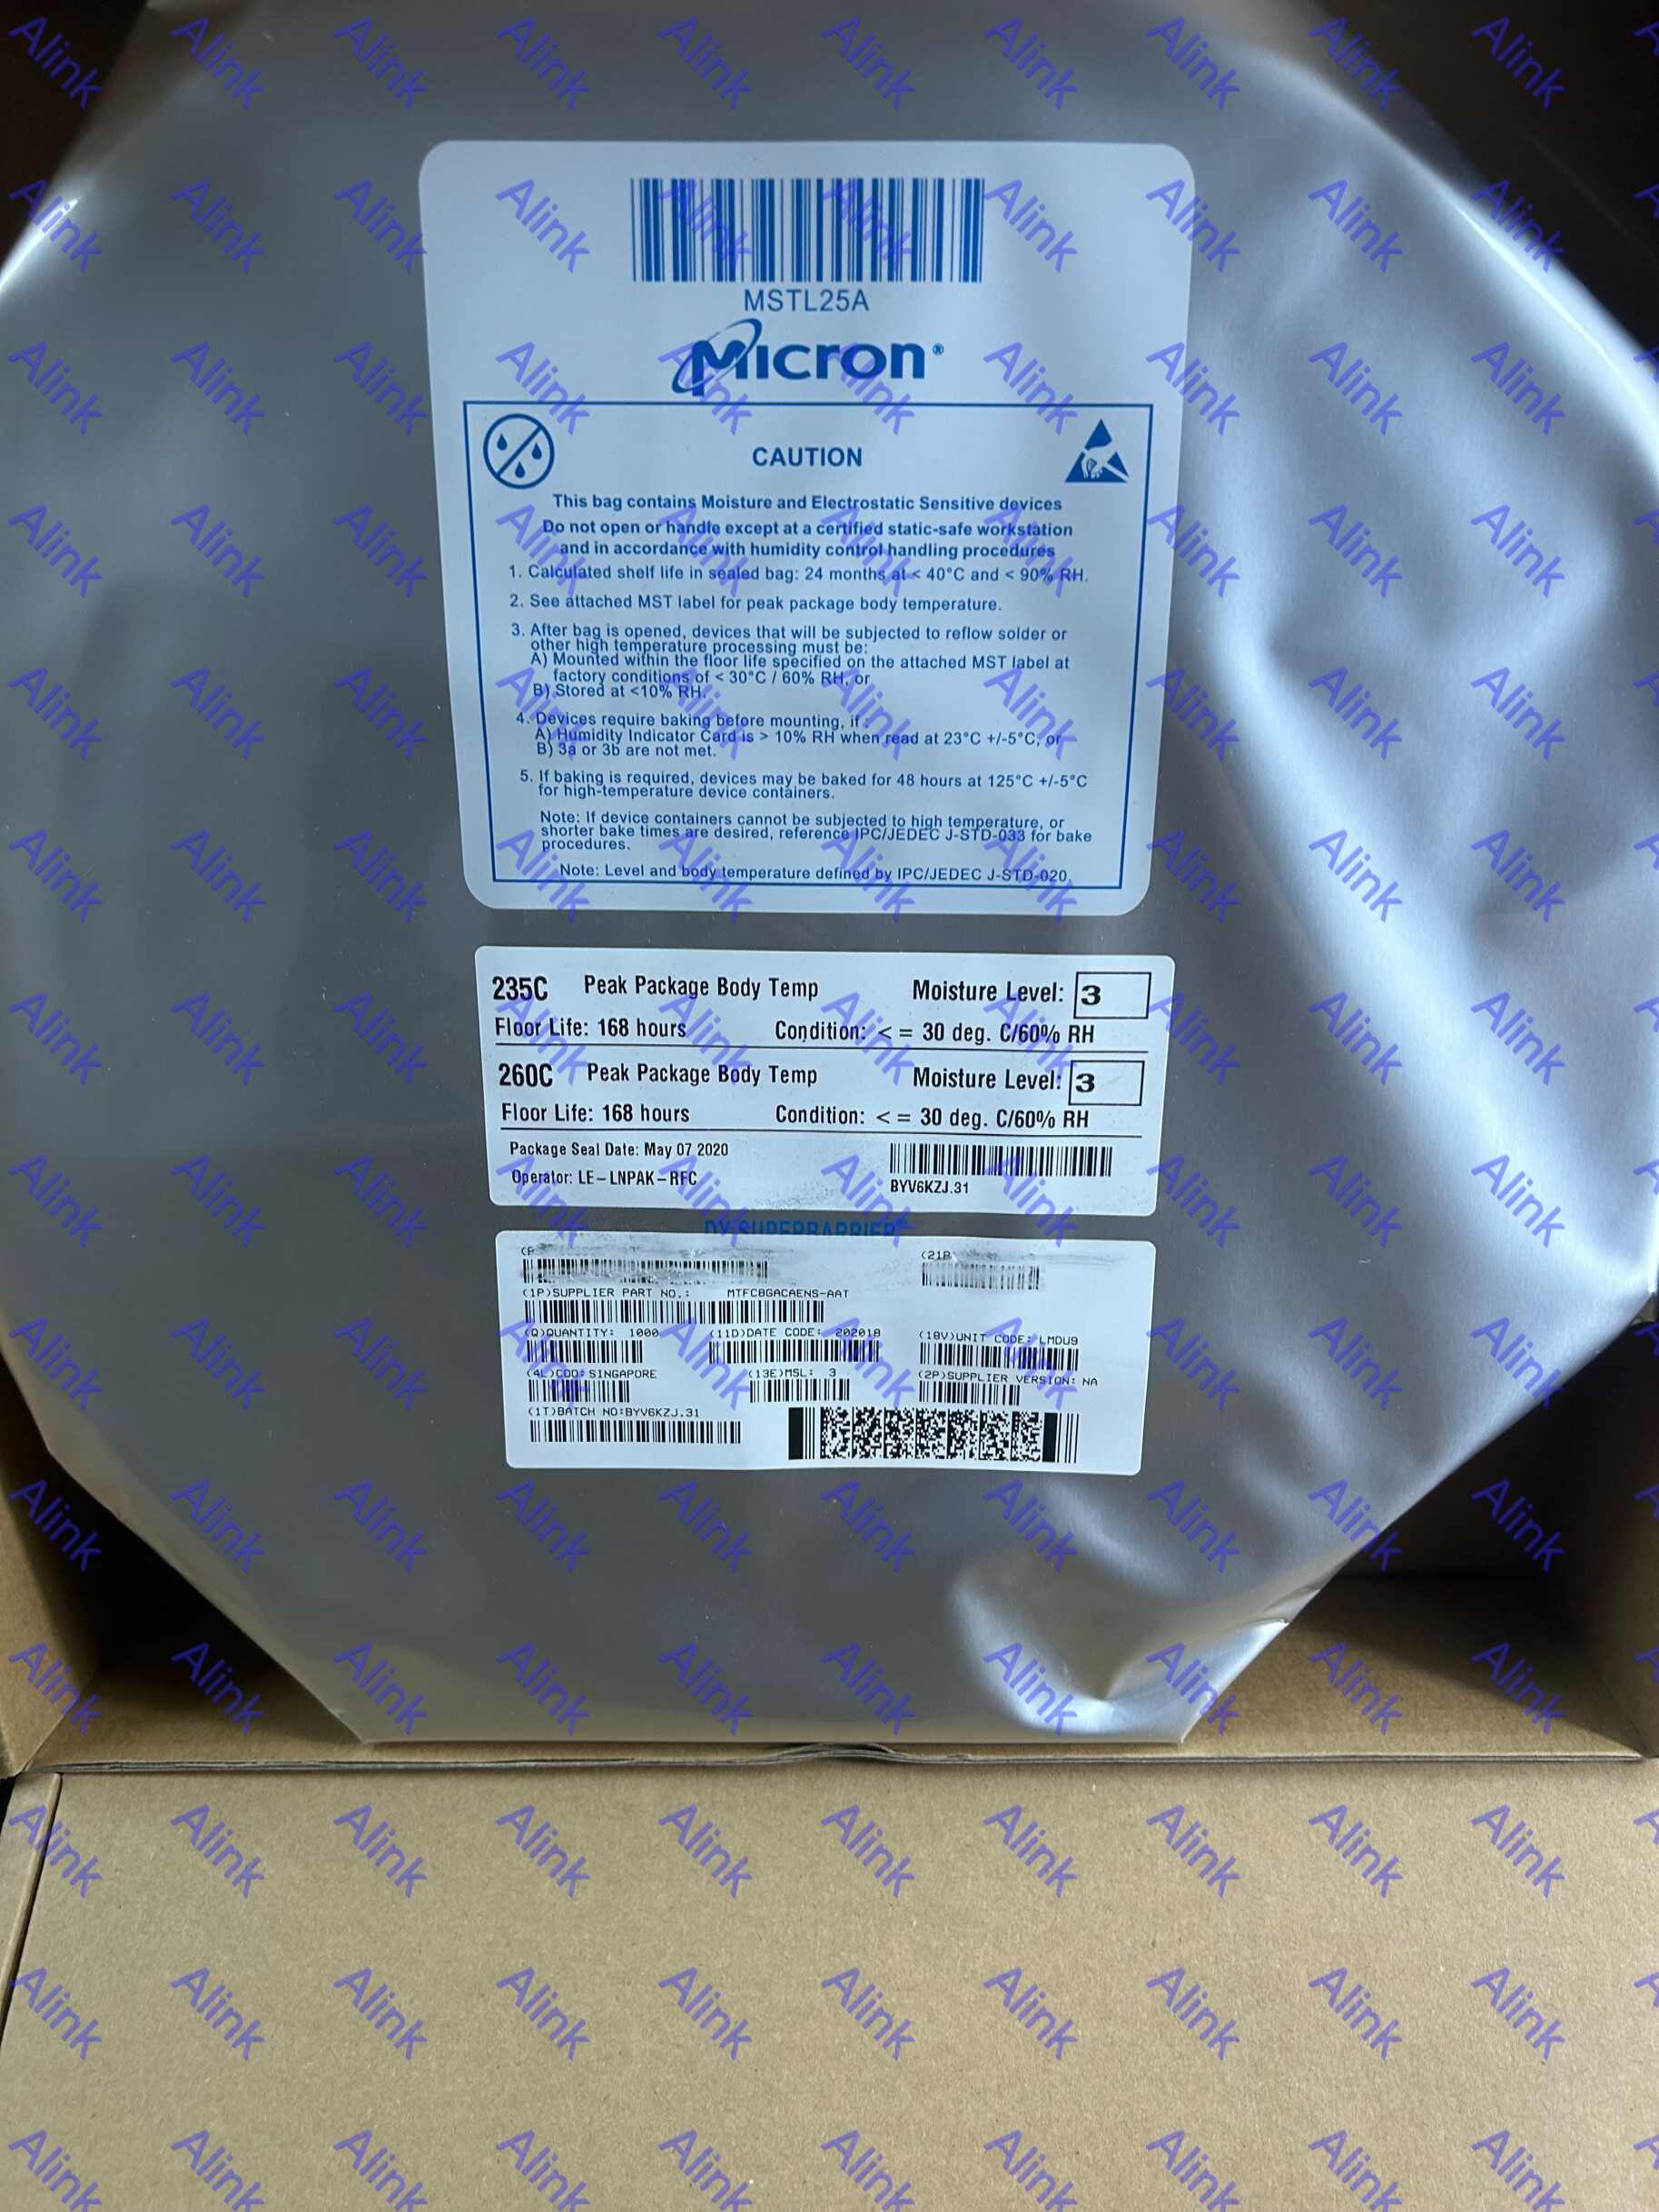 MSTL25A
Micron®
CAUTION
This bag contains Moisture and Electrostatic Sensitive devices
Do not open or handle except at a certified static-safe workstation
and in accordance with humidity control handling procedures
1. Calculated shelf life in sealed bag: 24 months at < 40°C and < 90% RH.
2. See attached MST label for peak package body temperature.
3. After bag is opened, devices that will be subjected to reflow solder or
other high temperature processing must be:
A) Mounted within the floor life specified on the attached MST label at
factory conditions of < 30°C / 60% RH, or
B) Stored at <10% RH.
4. Devices require baking before mounting, if :
A) Humidity Indicator Card is > 10% RH when read at 23°C +/-5°C, or
B) 3a or 3b are not met.
5. If baking is required, devices may be baked for 48 hours at 125°C +/-5°C
for high-temperature device containers.
Note: If device containers cannot be subjected to high temperature, or
shorter bake times are desired, reference IPC/JEDEC J-STD-033 for bake
procedures.
Note: Level and body temperature defined by IPC/JEDEC J-STD-020.
235C Peak Package Body Temp Moisture Level: 3
Floor Life: 168 hours Condition: < = 30 deg. C/60% RH
260C Peak Package Body Temp Moisture Level: 3
Floor Life: 168 hours Condition: < = 30 deg. C/60% RH
Package Seal Date: May 07 2020
Operator: LE-LNPAK-RFC
BYV6KZJ.31
DY SUPERBARRIER
(P (21P
(1P)SUPPLIER PART NO.: MTFC8GACAENS-AAT
(Q)QUANTITY: 1000 (11D)DATE CODE: 202018 (18V)UNIT CODE: LMDU9
(4L)COO: SINGAPORE (13E)MSL: 3 (2P)SUPPLIER VERSION: NA
(1T)BATCH NO:BYV6KZJ.31
Alink